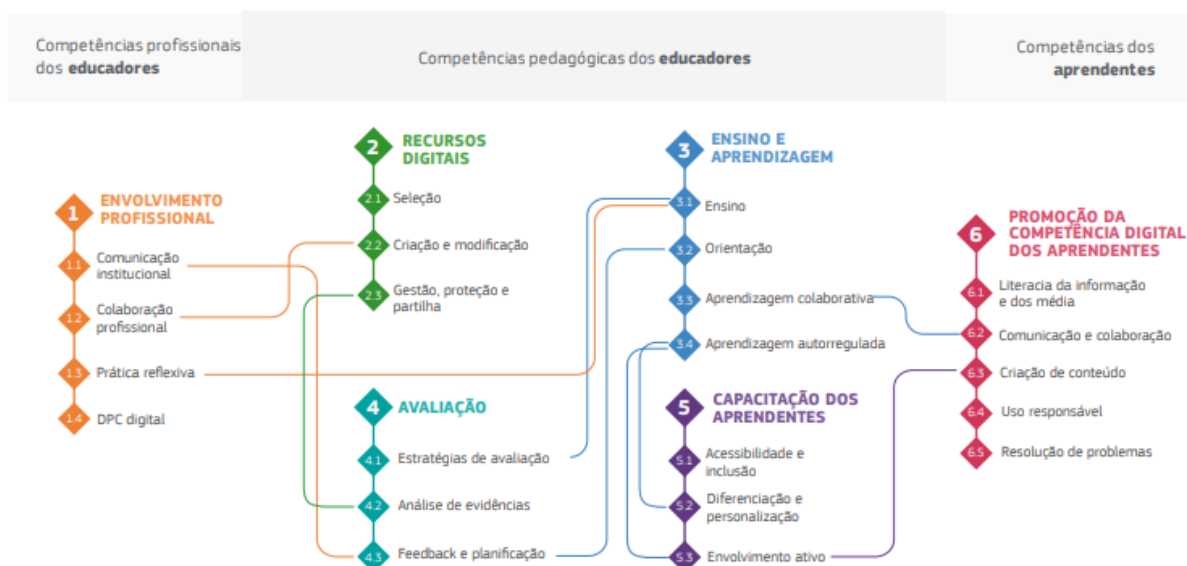 Competências profissionais
dos educadores
Competências pedagógicas dos educadores
Competências dos
aprendentes
1
ENVOLVIMENTO
PROFISSIONAL
1.1
Comunicação
institucional
1.2
Colaboração
profissional
1.3
Prática reflexiva
1.4
DPC digital
2
RECURSOS
DIGITAIS
2.1
Seleção
2.2
Criação e modificação
2.3
Gestão, proteção e
partilha
3
ENSINO E
APRENDIZAGEM
3.1
Ensino
3.2
Orientação
3.3
Aprendizagem colaborativa
3.4
Aprendizagem autorregulada
4
AVALIAÇÃO
4.1
Estratégias de avaliação
4.2
Análise de evidências
4.3
Feedback e planificação
5
CAPACITAÇÃO DOS
APRENDENTES
5.1
Acessibilidade e
inclusão
5.2
Diferenciação e
personalização
5.3
Envolvimento ativo
6
PROMOÇÃO DA
COMPETÊNCIA DIGITAL
DOS APRENDENTES
6.1
Literacia da informação
e dos média
6.2
Comunicação e colaboração
6.3
Criação de conteúdo
6.4
Uso responsável
6.5
Resolução de problemas